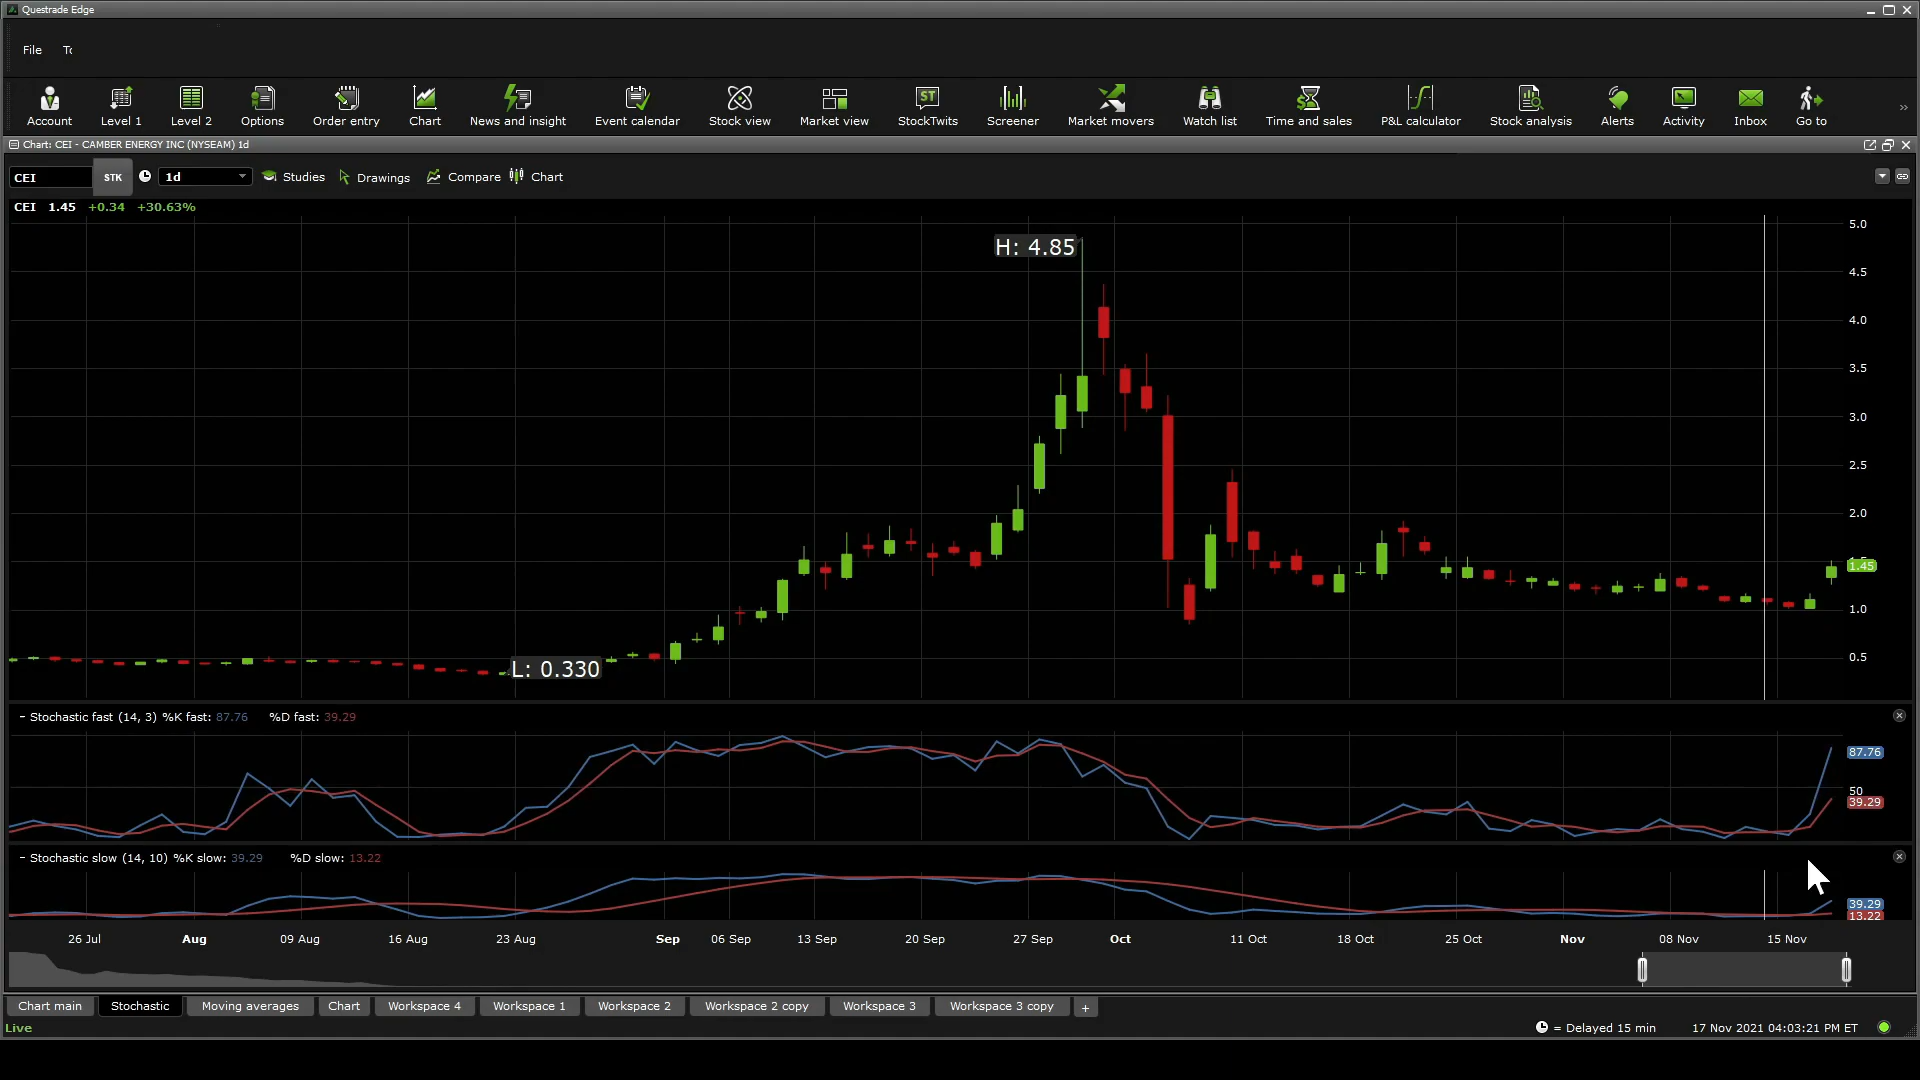 Questrade Edge
File To
Account Level 1 Level 2 Options Order entry Chart News and insight Event calendar Stock view Market view StockTwits Screener Market movers Watch list Time and sales P&L calculator Stock analysis Alerts Activity Inbox Go to »
ST
Chart: CEI - CAMBER ENERGY INC (NYSEAM) 1d
CEI STK 1d Studies Drawings Compare Chart
CEI 1.45 +0.34 +30.63%
5.0
H: 4.85
4.5
4.0
3.5
3.0
2.5
2.0
1.45
1.0
0.5
L: 0.330
- Stochastic fast (14, 3) %K fast: 87.76 %D fast: 39.29
87.76
50
39.29
- Stochastic slow (14, 10) %K slow: 39.29 %D slow: 13.22
39.29
13.22
26 Jul Aug 09 Aug 16 Aug 23 Aug Sep 06 Sep 13 Sep 20 Sep 27 Sep Oct 11 Oct 18 Oct 25 Oct Nov 08 Nov 15 Nov
Chart main Stochastic Moving averages Chart Workspace 4 Workspace 1 Workspace 2 Workspace 2 copy Workspace 3 Workspace 3 copy +
Live
= Delayed 15 min 17 Nov 2021 04:03:21 PM ET